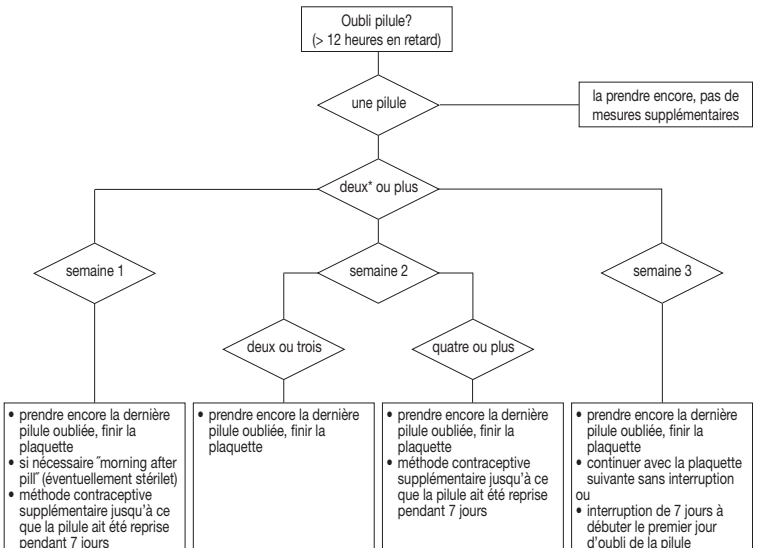 Oubli pilule?
(> 12 heures en retard)
une pilule
la prendre encore, pas de
mesures supplémentaires
deux* ou plus
semaine 1
semaine 2
semaine 3
deux ou trois
quatre ou plus
• prendre encore la dernière
pilule oubliée, finir la
plaquette
• si nécessaire ˝morning after
pill˝ (éventuellement stérilet)
• méthode contraceptive
supplémentaire jusqu'à ce
que la pilule ait été reprise
pendant 7 jours
• prendre encore la dernière
pilule oubliée, finir la
plaquette
• prendre encore la dernière
pilule oubliée, finir la
plaquette
• méthode contraceptive
supplémentaire jusqu'à ce
que la pilule ait été reprise
pendant 7 jours
• prendre encore la dernière
pilule oubliée, finir la
plaquette
• continuer avec la plaquette
suivante sans interruption
ou
• interruption de 7 jours à
débuter le premier jour
d'oubli de la pilule